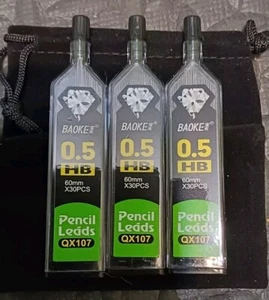 BAOKE
0.5
HB
60mm
X30PCS
Pencil
Leads
QX107
BAOKE
0.5
HB
60mm
X30PCS
Pencil
Leads
QX107
BAOKE
0.5
HB
60mm
X30PCS
Pencil
Leads
QX107